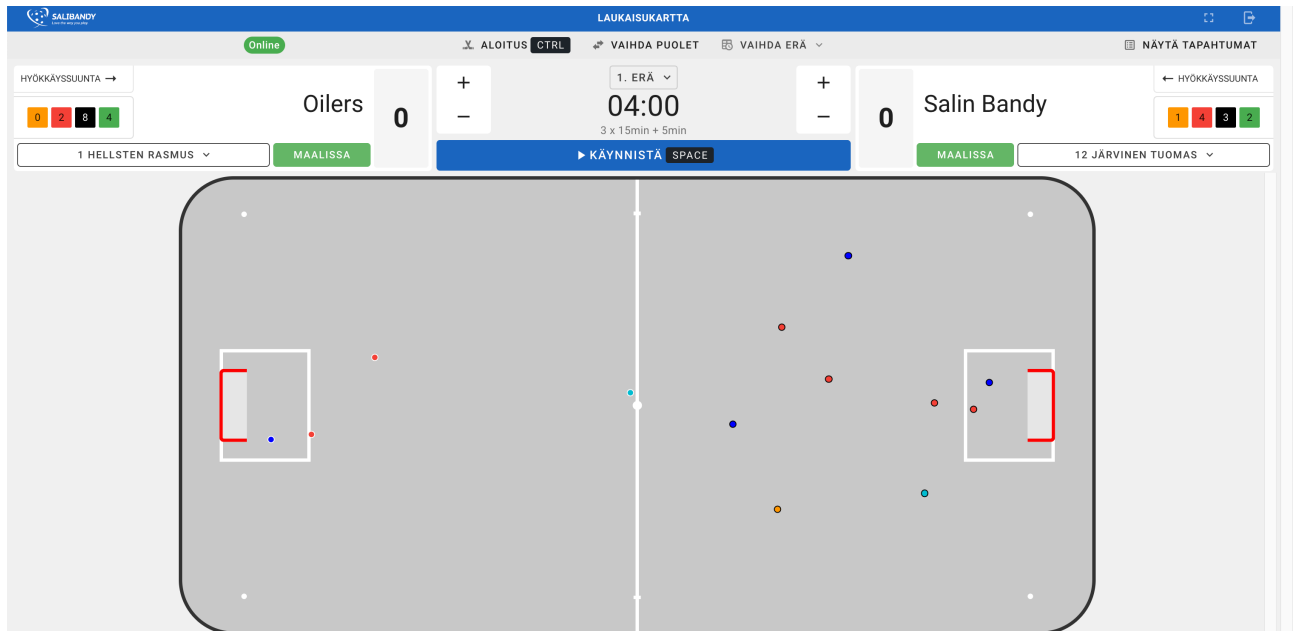 SALIBANDY
LAUKAISUKARTTA
Online
ALOITUS CTRL
VAIHDA PUOLET
VAIHDA ERÄ
NÄYTÄ TAPAHTUMAT
HYÖKKÄYSSUUNTA →
0 2 8 4
Oilers
0
1 HELLSTEN RASMUS
MAALISSA
+
−
1. ERÄ
04:00
3 x 15min + 5min
+
−
KÄYNNISTÄ SPACE
0
Salin Bandy
← HYÖKKÄYSSUUNTA
1 4 3 2
MAALISSA
12 JÄRVINEN TUOMAS